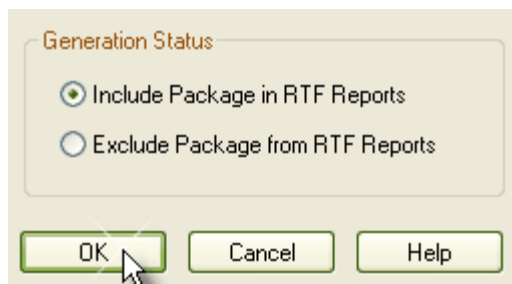 Generation Status
Include Package in RTF Reports
Exclude Package from RTF Reports
OK Cancel Help